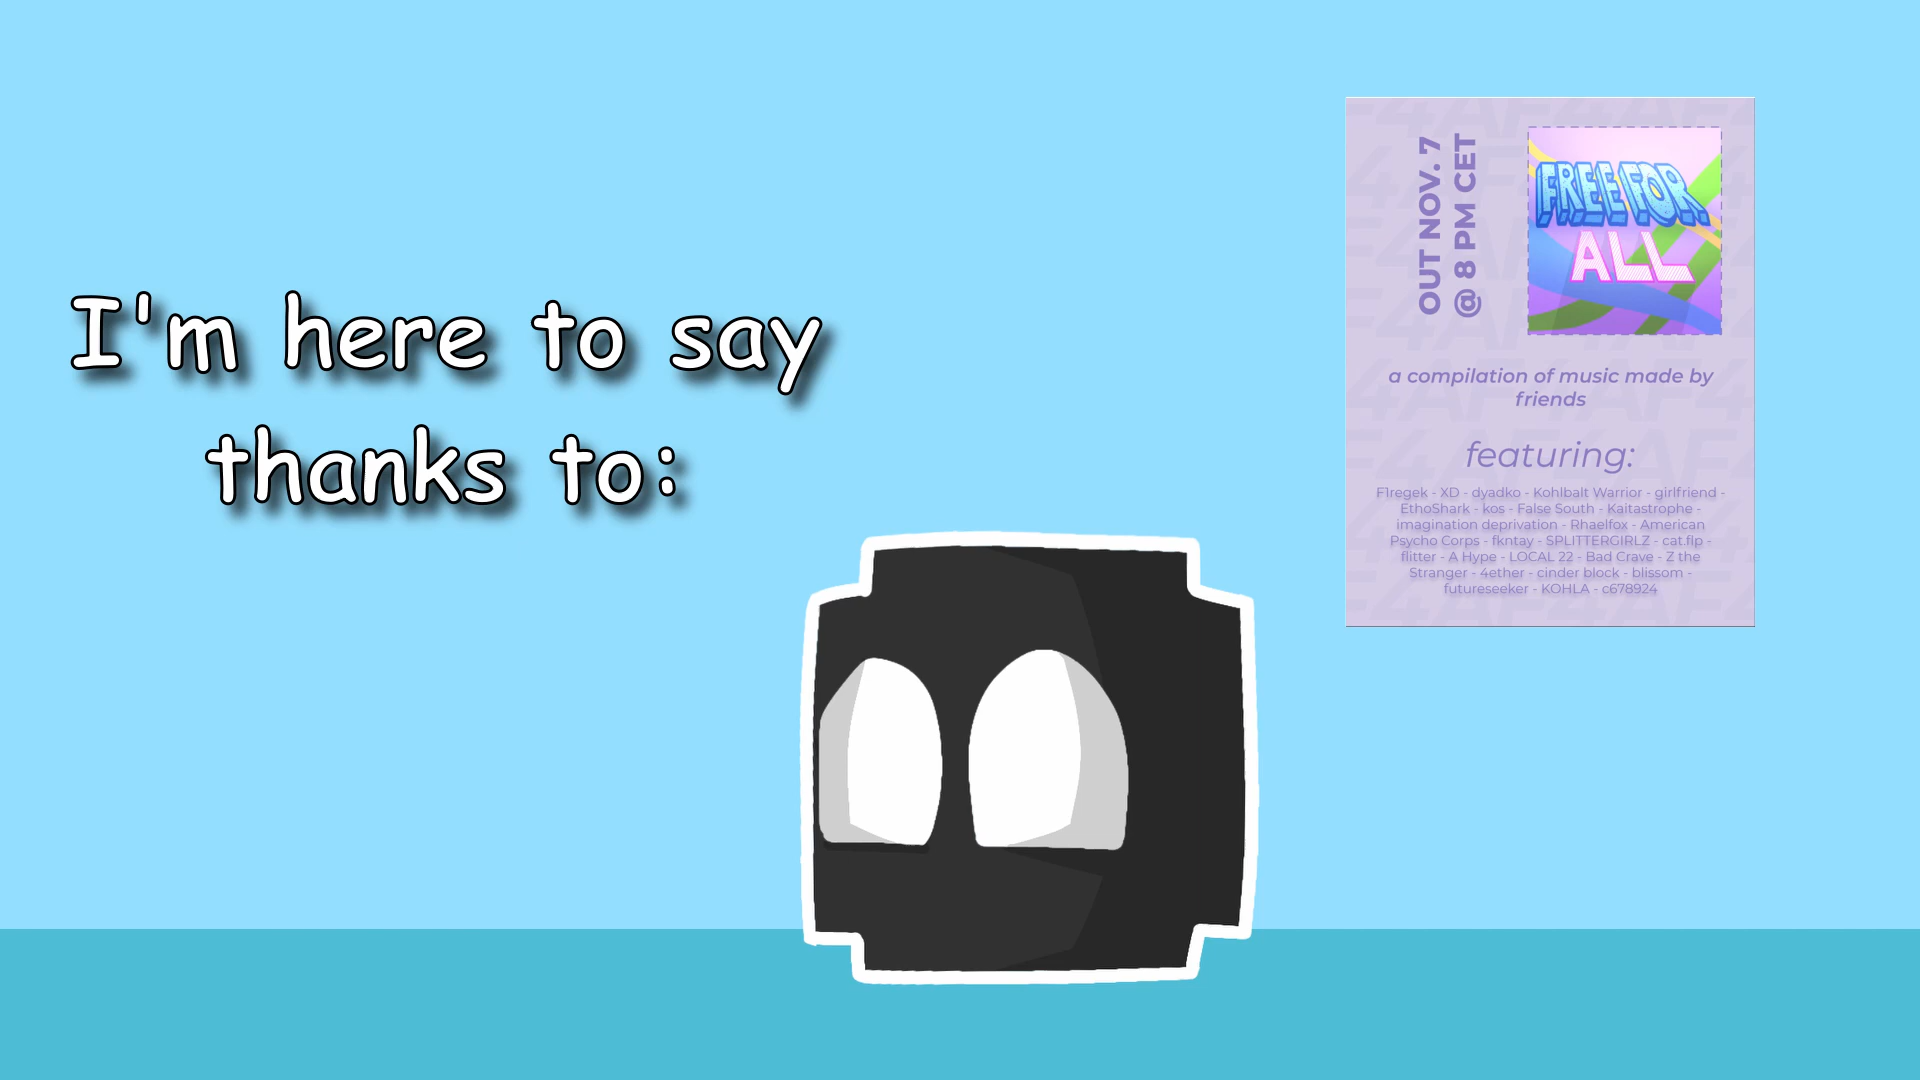 I'm here to say
thanks to:
OUT NOV. 7
@ 8 PM CET
FREE FOR
ALL
a compilation of music made by
friends
featuring:
F1regek - XD - dyadko - Kohlbalt Warrior - girlfriend -
EthoShark - kos - False South - Kaitastrophe -
imagination deprivation - Rhaelfox - American
Psycho Corps - fkntay - SPLITTERGIRLZ - cat.flp -
flitter - A Hype - LOCAL 22 - Bad Crave - Z the
Stranger - 4ether - cinder block - blissom -
futureseeker - KOHLA - c678924